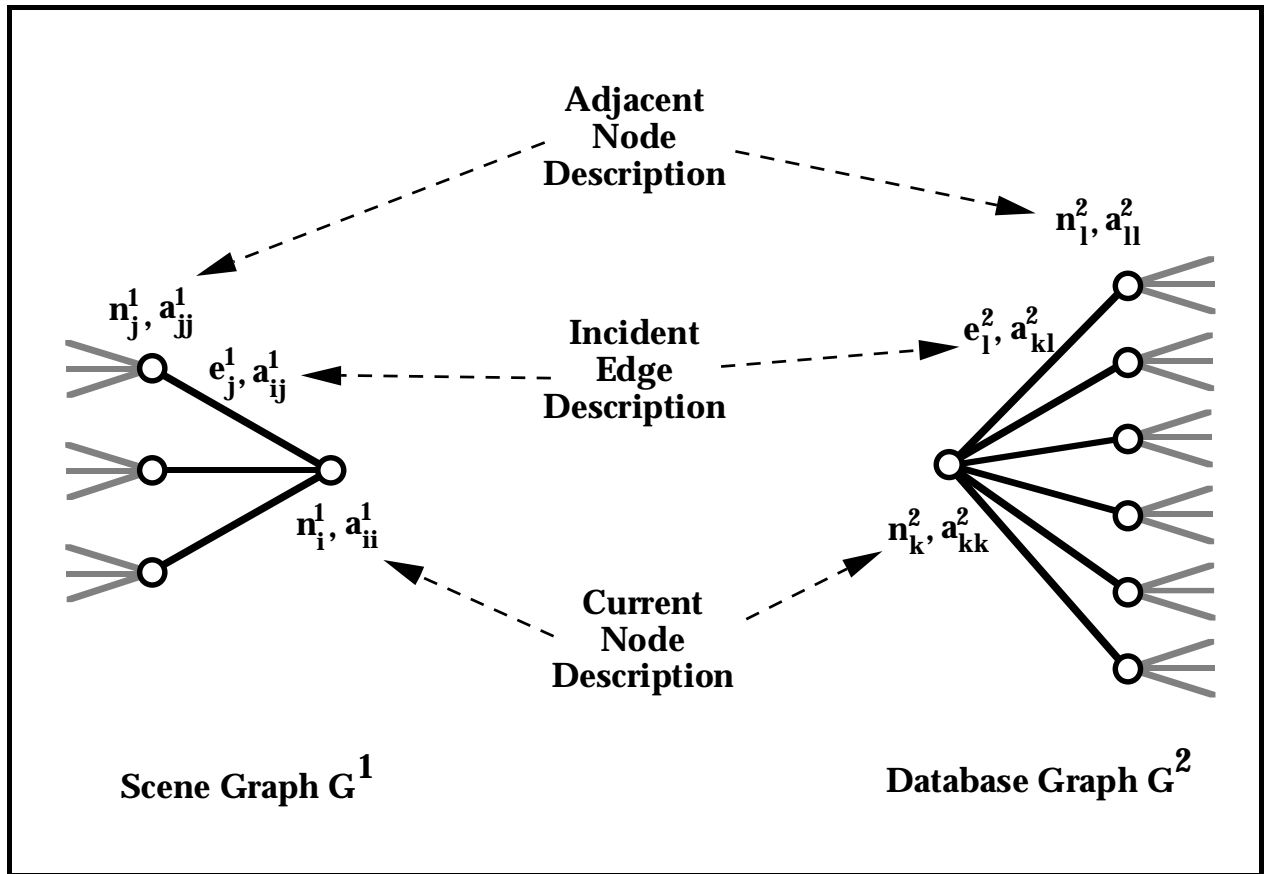 Adjacent
Node
Description
n_l^2, a_ll^2
n_j^1, a_jj^1
Incident
Edge
Description
e_l^2, a_kl^2
e_j^1, a_ij^1
n_i^1, a_ii^1
n_k^2, a_kk^2
Current
Node
Description
Scene Graph G^1
Database Graph G^2